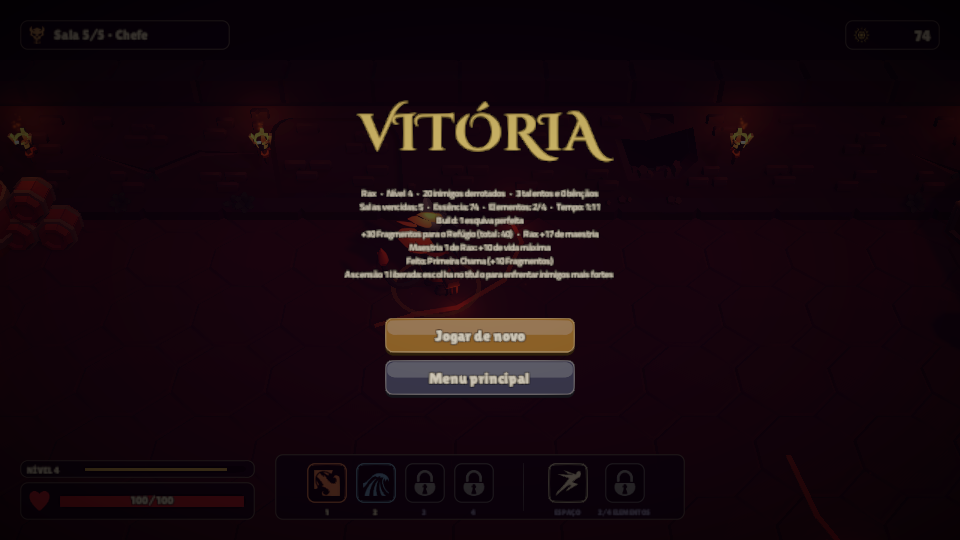 Sala 5/5 · Chefe
74
VITÓRIA
Rax · Nível 4 · 20 inimigos derrotados · 3 talentos e 0 bênçãos
Salas vencidas: 5 · Essência: 74 · Elementos: 2/4 · Tempo: 1:11
Build: 1 esquiva perfeita
+30 Fragmentos para o Refúgio (total: 40) · Rax +17 de maestria
Maestria 1 de Rax: +10 de vida máxima
Feito: Primeira Chama (+10 Fragmentos)
Ascensão 1 liberada: escolha no título para enfrentar inimigos mais fortes
Jogar de novo
Menu principal
NÍVEL 4
100/100
1
2
3
4
ESPAÇO
2/4 ELEMENTOS